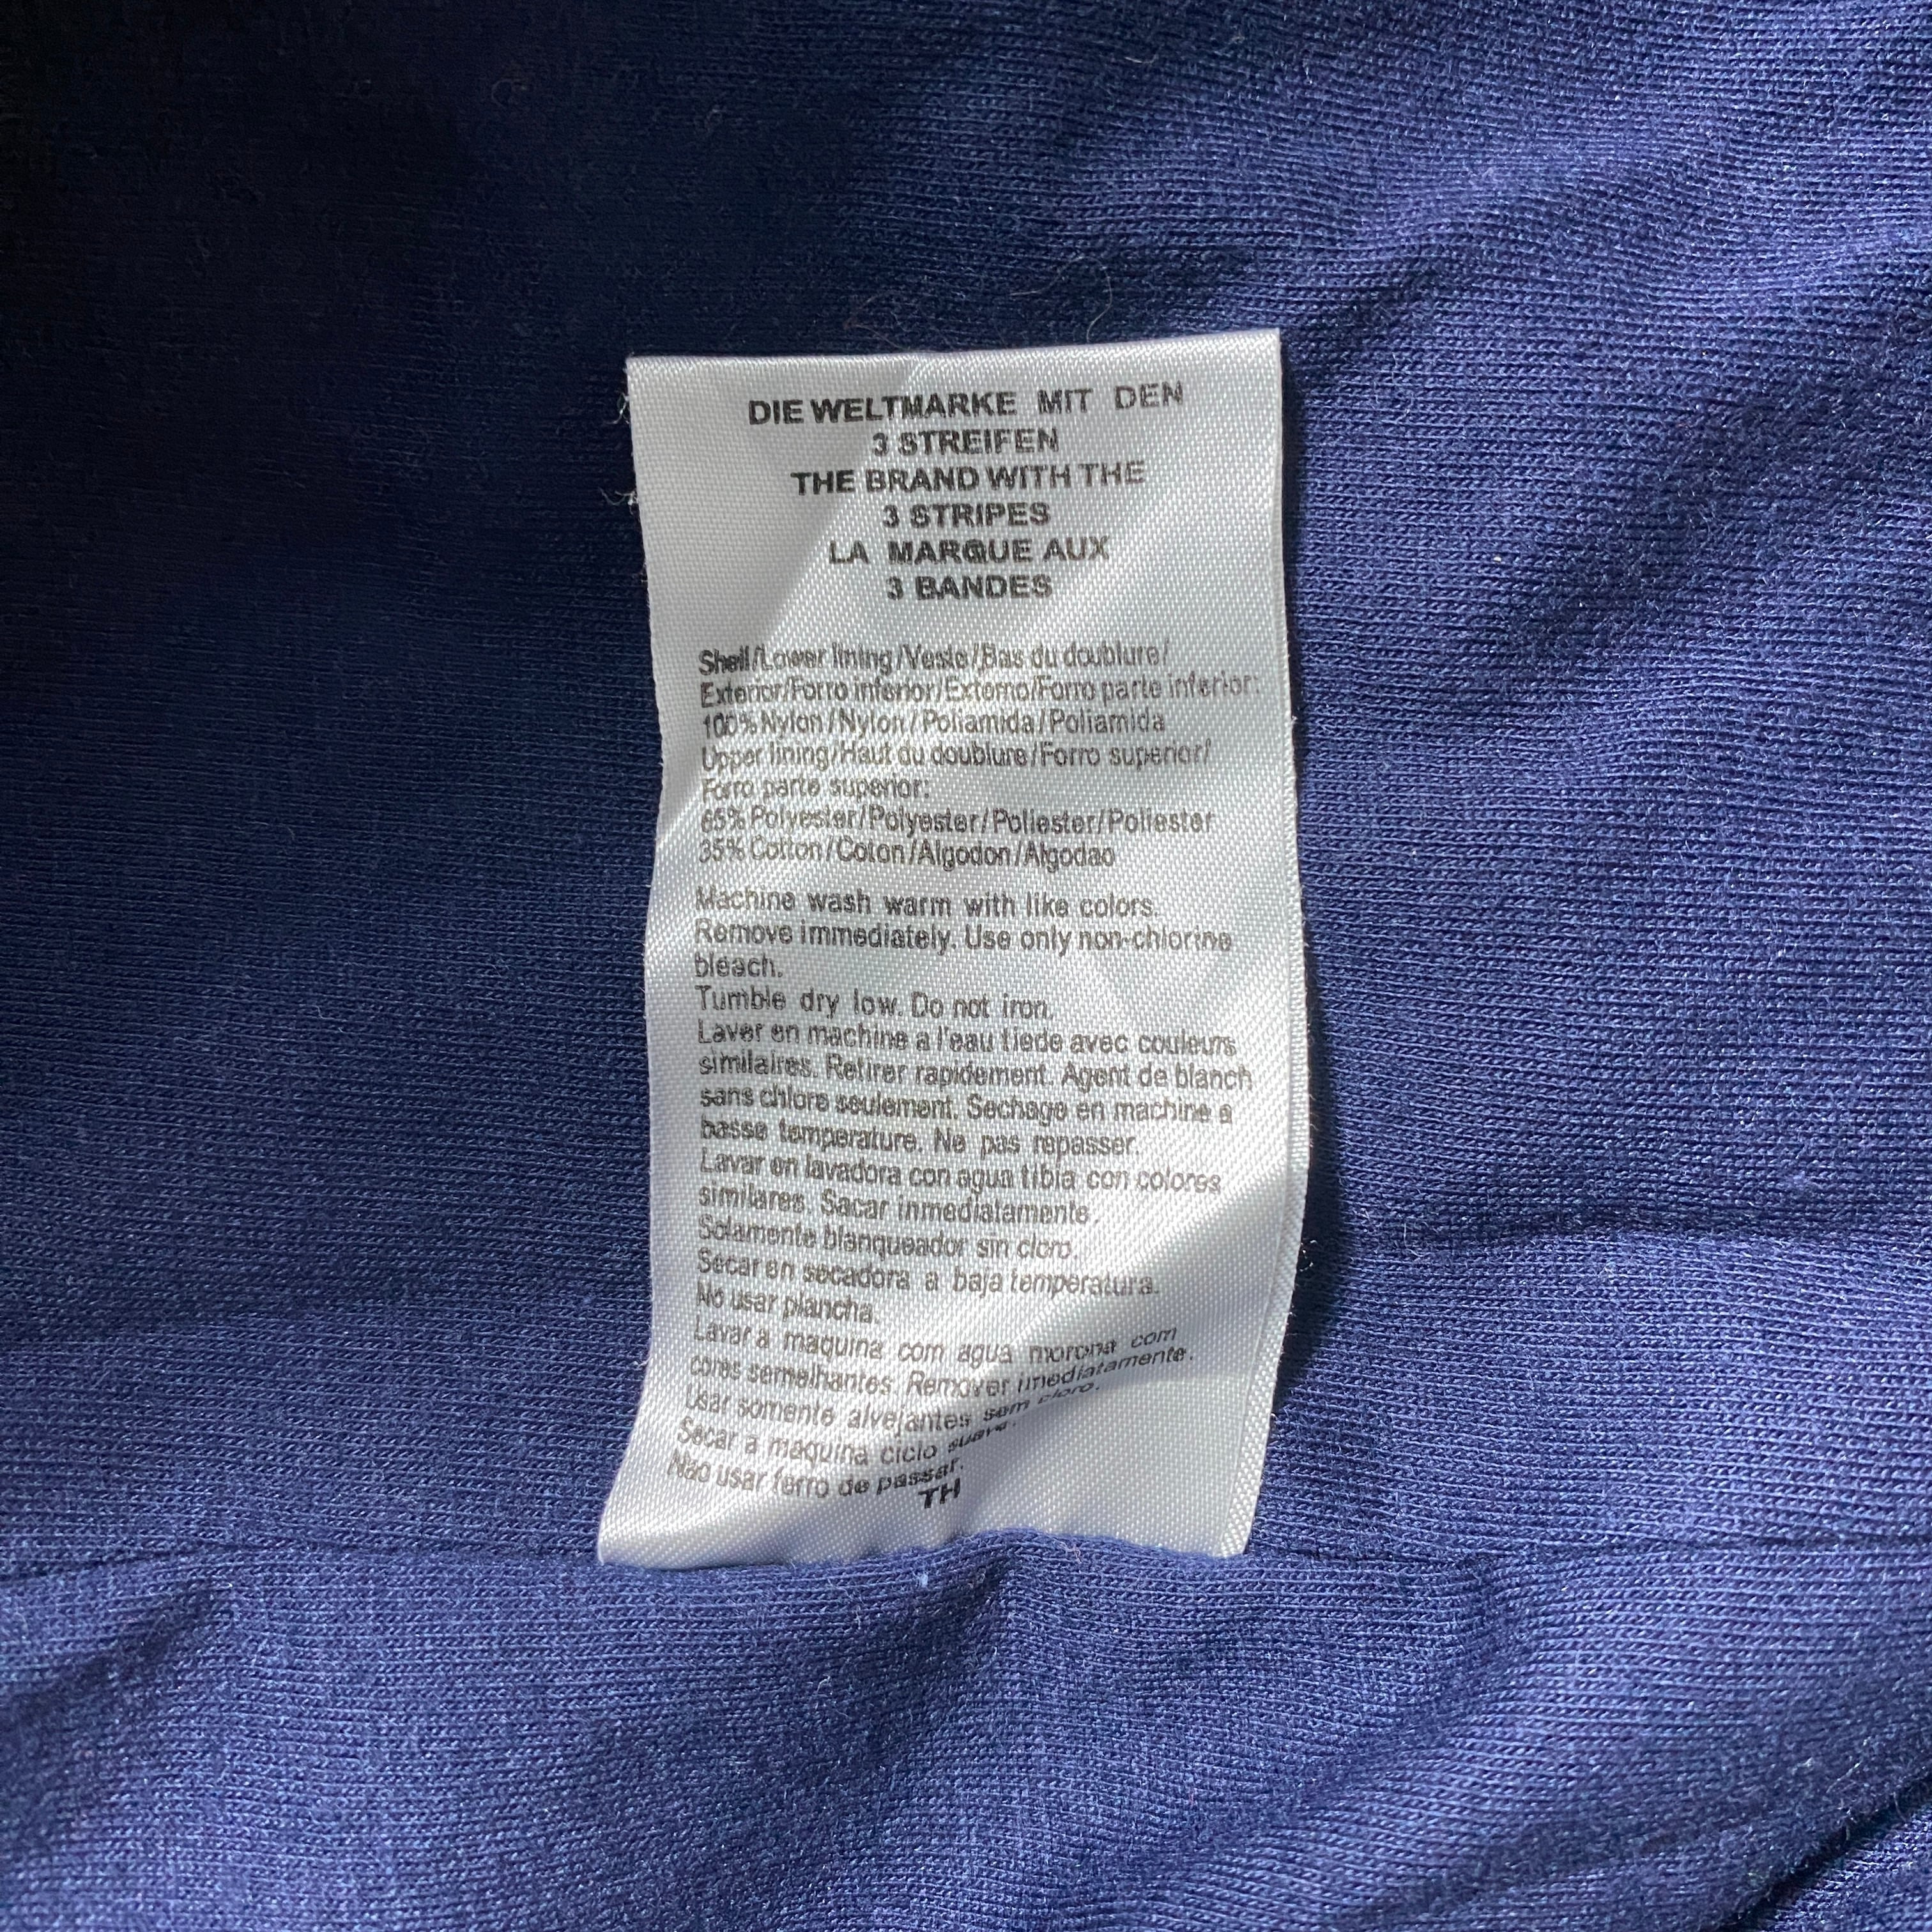 DIE WELTMARKE MIT DEN
3 STREIFEN
THE BRAND WITH THE
3 STRIPES
LA MARQUE AUX
3 BANDES
Shell/Lower lining/Veste/Bas du doublure/
Exterior/Forro inferior/Externo/Forro parte inferior:
100% Nylon/Nylon/Poliamida/Poliamida
Upper lining/Haut du doublure/Forro superior/
Forro parte superior:
65% Polyester/Polyester/Poliester/Poliester
35% Cotton/Coton/Algodon/Algodao
Machine wash warm with like colors.
Remove immediately. Use only non-chlorine
bleach.
Tumble dry low. Do not iron.
Laver en machine a l'eau tiede avec couleurs
similaires. Retirer rapidement. Agent de blanch
sans chlore seulement. Sechage en machine a
basse temperature. Ne pas repasser.
Lavar en lavadora con agua tibia con colores
similares. Sacar inmediatamente.
Solamente blanqueador sin cloro.
Secar en secadora a baja temperatura.
No usar plancha.
Lavar a maquina com agua morona com
cores semelhantes. Remover imediatamente.
Usar somente alvejantes sem cloro.
Secar a maquina ciclo suave.
Nao usar ferro de passar.
TH